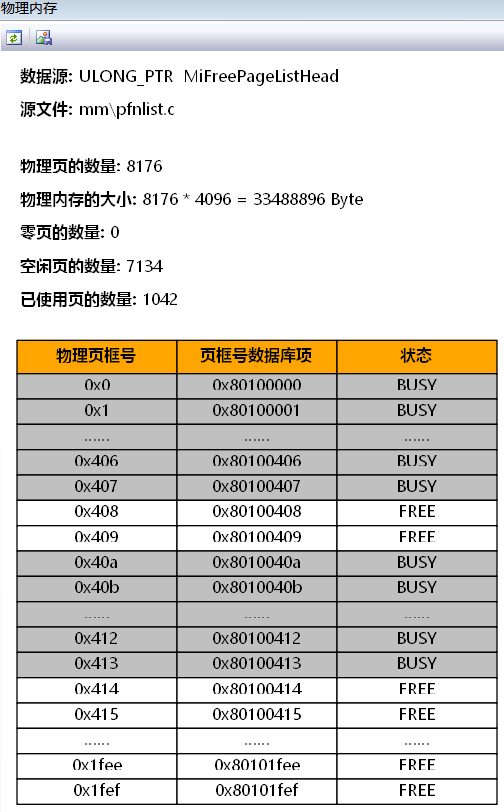 物理内存
数据源: ULONG_PTR MiFreePageListHead
源文件: mm\pfnlist.c
物理页的数量: 8176
物理内存的大小: 8176 * 4096 = 33488896 Byte
零页的数量: 0
空闲页的数量: 7134
已使用页的数量: 1042
物理页框号 页框号数据库项 状态
0x0 0x80100000 BUSY
0x1 0x80100001 BUSY
...... ...... ......
0x406 0x80100406 BUSY
0x407 0x80100407 BUSY
0x408 0x80100408 FREE
0x409 0x80100409 FREE
0x40a 0x8010040a BUSY
0x40b 0x8010040b BUSY
...... ...... ......
0x412 0x80100412 BUSY
0x413 0x80100413 BUSY
0x414 0x80100414 FREE
0x415 0x80100415 FREE
...... ...... ......
0x1fee 0x80101fee FREE
0x1fef 0x80101fef FREE